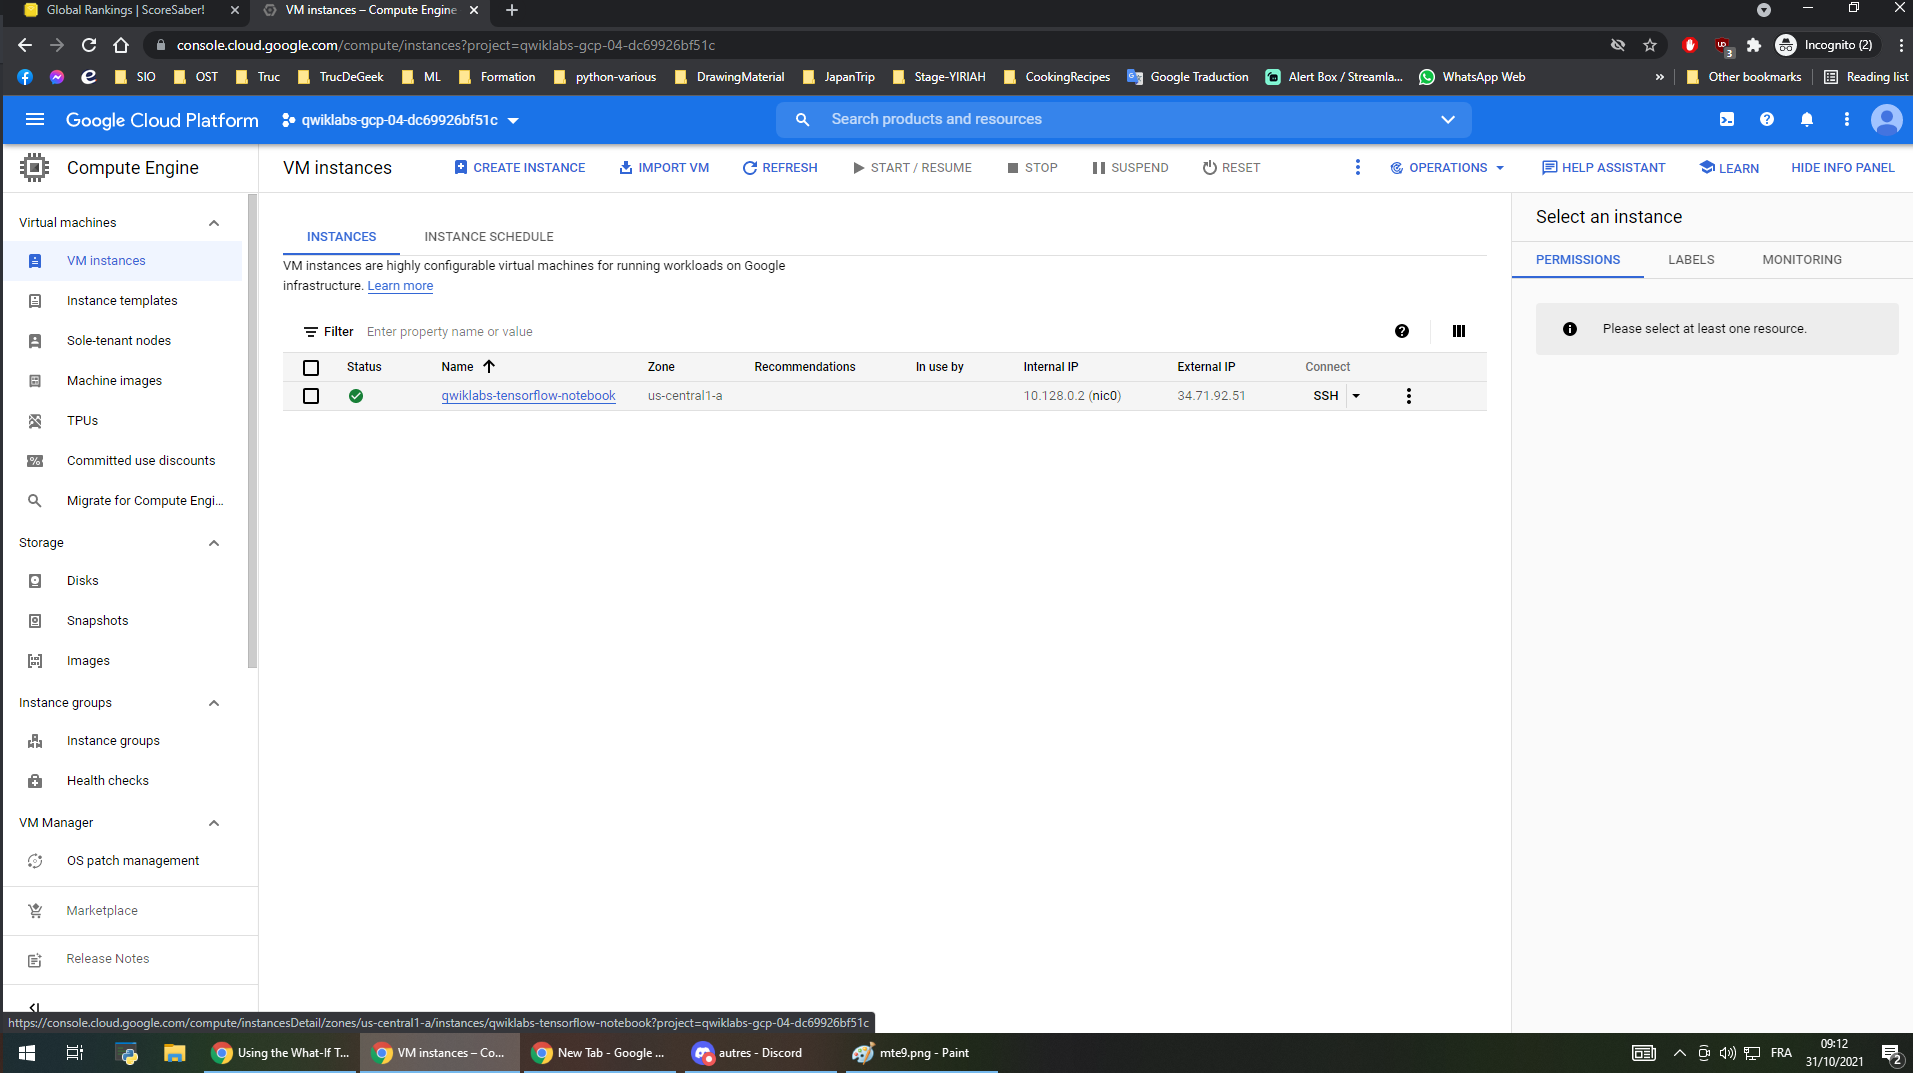 Global Rankings | ScoreSaber!
VM instances – Compute Engine
console.cloud.google.com/compute/instances?project=qwiklabs-gcp-04-dc69926bf51c
3
Incognito (2)
SIO
OST
Truc
TrucDeGeek
ML
Formation
python-various
DrawingMaterial
JapanTrip
Stage-YIRIAH
CookingRecipes
Google Traduction
Alert Box / Streamla...
WhatsApp Web
»
Other bookmarks
Reading list
Google Cloud Platform
qwiklabs-gcp-04-dc69926bf51c
Search products and resources
Compute Engine
VM instances
CREATE INSTANCE
IMPORT VM
REFRESH
START / RESUME
STOP
SUSPEND
RESET
OPERATIONS
HELP ASSISTANT
LEARN
HIDE INFO PANEL
Virtual machines
VM instances
Instance templates
Sole-tenant nodes
Machine images
TPUs
Committed use discounts
Migrate for Compute Engi...
Storage
Disks
Snapshots
Images
Instance groups
Instance groups
Health checks
VM Manager
OS patch management
Marketplace
Release Notes
INSTANCES
INSTANCE SCHEDULE
VM instances are highly configurable virtual machines for running workloads on Google
infrastructure. Learn more
Filter
Enter property name or value
Status
Name
Zone
Recommendations
In use by
Internal IP
External IP
Connect
qwiklabs-tensorflow-notebook
us-central1-a
10.128.0.2 (nic0)
34.71.92.51
SSH
Select an instance
PERMISSIONS
LABELS
MONITORING
Please select at least one resource.
https://console.cloud.google.com/compute/instancesDetail/zones/us-central1-a/instances/qwiklabs-tensorflow-notebook?project=qwiklabs-gcp-04-dc69926bf51c
Using the What-If T...
VM instances – Co...
New Tab - Google ...
autres - Discord
mte9.png - Paint
FRA
09:12
31/10/2021
2